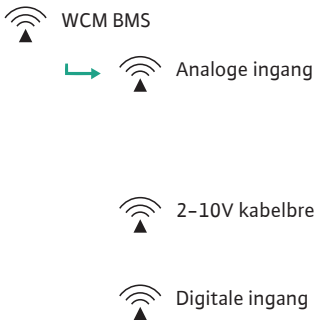 WCM BMS
Analoge ingang
2–10V kabelbre
Digitale ingang